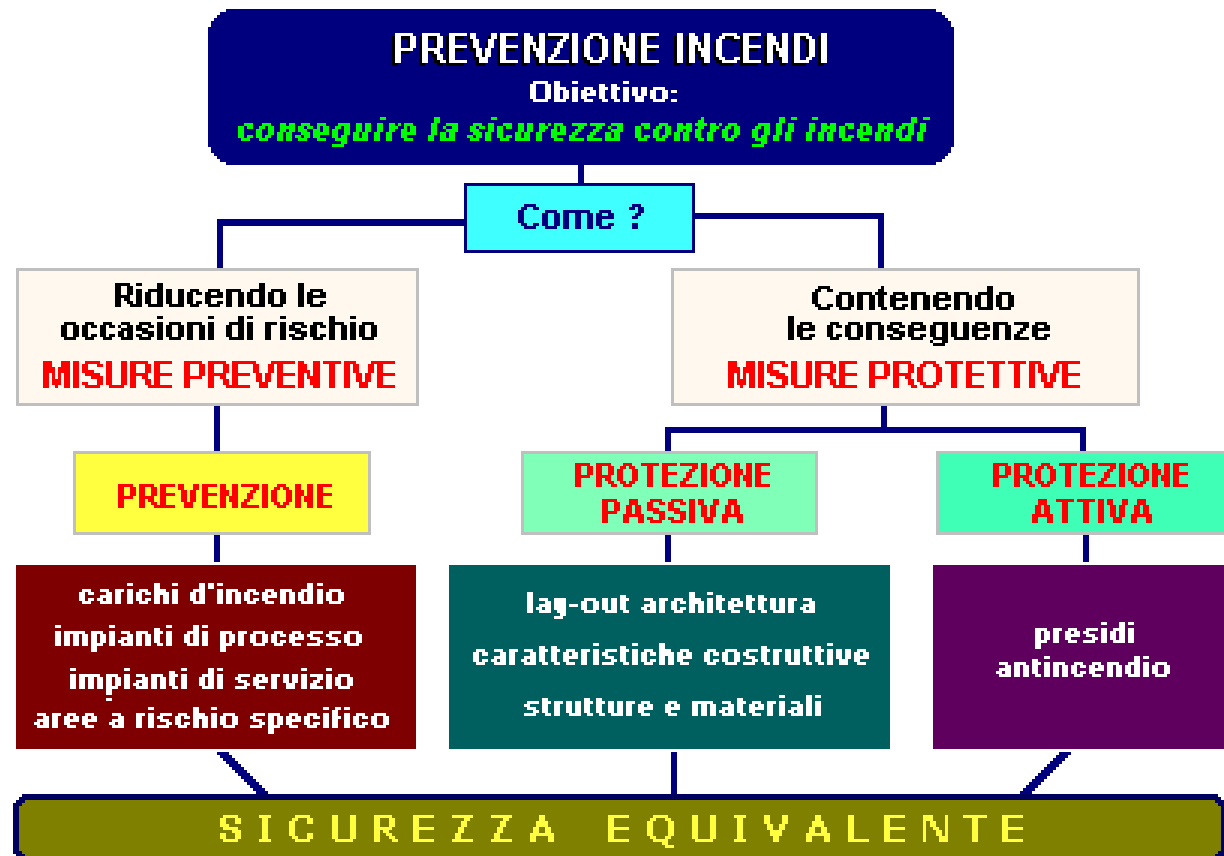 PREVENZIONE INCENDI
Obiettivo:
conseguire la sicurezza contro gli incendi
Come ?
Riducendo le
occasioni di rischio
MISURE PREVENTIVE
Contenendo
le conseguenze
MISURE PROTETTIVE
PREVENZIONE
PROTEZIONE
PASSIVA
PROTEZIONE
ATTIVA
carichi d'incendio
impianti di processo
impianti di servizio
aree a rischio specifico
lay-out architettura
caratteristiche costruttive
strutture e materiali
presidi
antincendio
SICUREZZA EQUIVALENTE